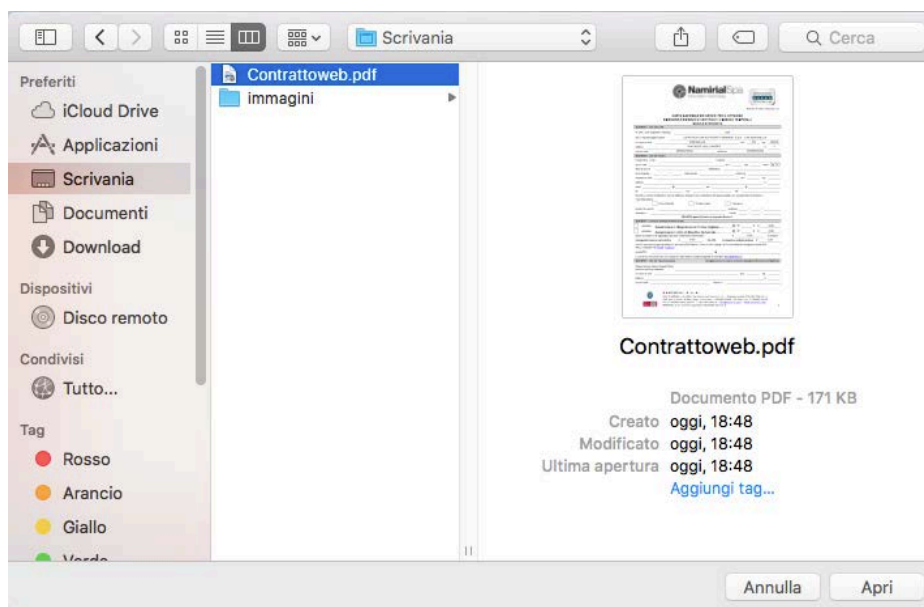 Scrivania
Cerca
Preferiti
iCloud Drive
Applicazioni
Scrivania
Documenti
Download
Dispositivi
Disco remoto
Condivisi
Tutto...
Tag
Rosso
Arancio
Giallo
Verde
Contrattoweb.pdf
immagini
Namirial Spa
Contrattoweb.pdf
Documento PDF - 171 KB
Creato oggi, 18:48
Modificato oggi, 18:48
Ultima apertura oggi, 18:48
Aggiungi tag...
Annulla
Apri